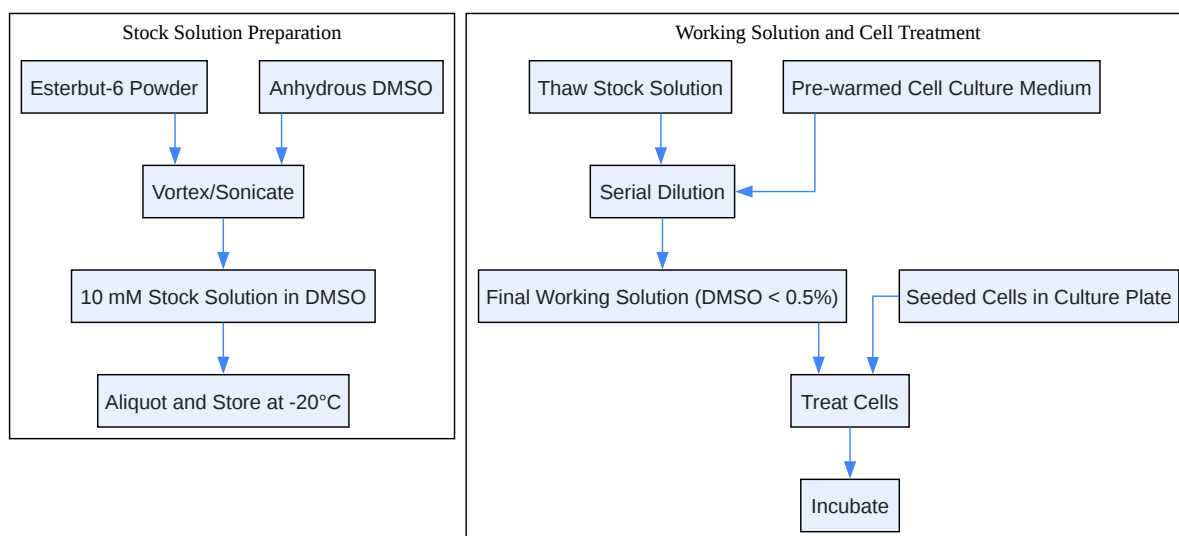 Stock Solution Preparation
Esterbut-6 Powder
Anhydrous DMSO
Vortex/Sonicate
10 mM Stock Solution in DMSO
Aliquot and Store at -20°C
Working Solution and Cell Treatment
Thaw Stock Solution
Pre-warmed Cell Culture Medium
Serial Dilution
Final Working Solution (DMSO < 0.5%)
Seeded Cells in Culture Plate
Treat Cells
Incubate